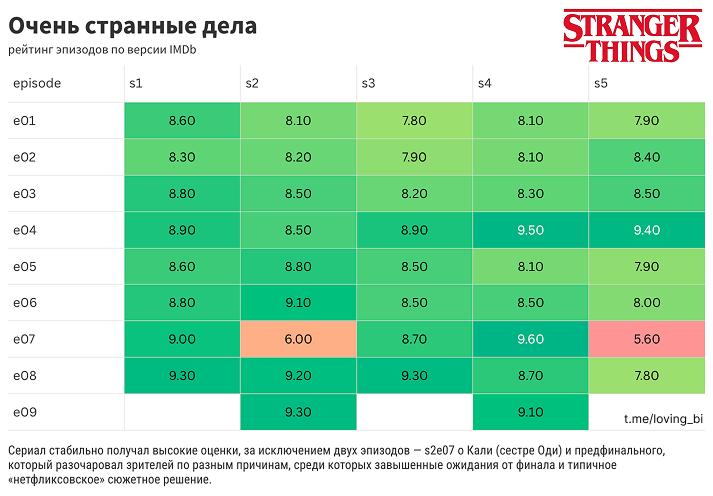 Очень странные дела
рейтинг эпизодов по версии IMDb
STRANGER
THINGS
episode s1 s2 s3 s4 s5
e01 8.60 8.10 7.80 8.10 7.90
e02 8.30 8.20 7.90 8.10 8.40
e03 8.80 8.50 8.20 8.30 8.50
e04 8.90 8.50 8.90 9.50 9.40
e05 8.60 8.80 8.50 8.10 7.90
e06 8.80 9.10 8.50 8.50 8.00
e07 9.00 6.00 8.70 9.60 5.60
e08 9.30 9.20 9.30 8.70 7.80
e09 9.30 9.10
t.me/loving_bi
Сериал стабильно получал высокие оценки, за исключением двух эпизодов — s2e07 о Кали (сестре Оди) и предфинального,
который разочаровал зрителей по разным причинам, среди которых завышенные ожидания от финала и типичное
«нетфликсовское» сюжетное решение.